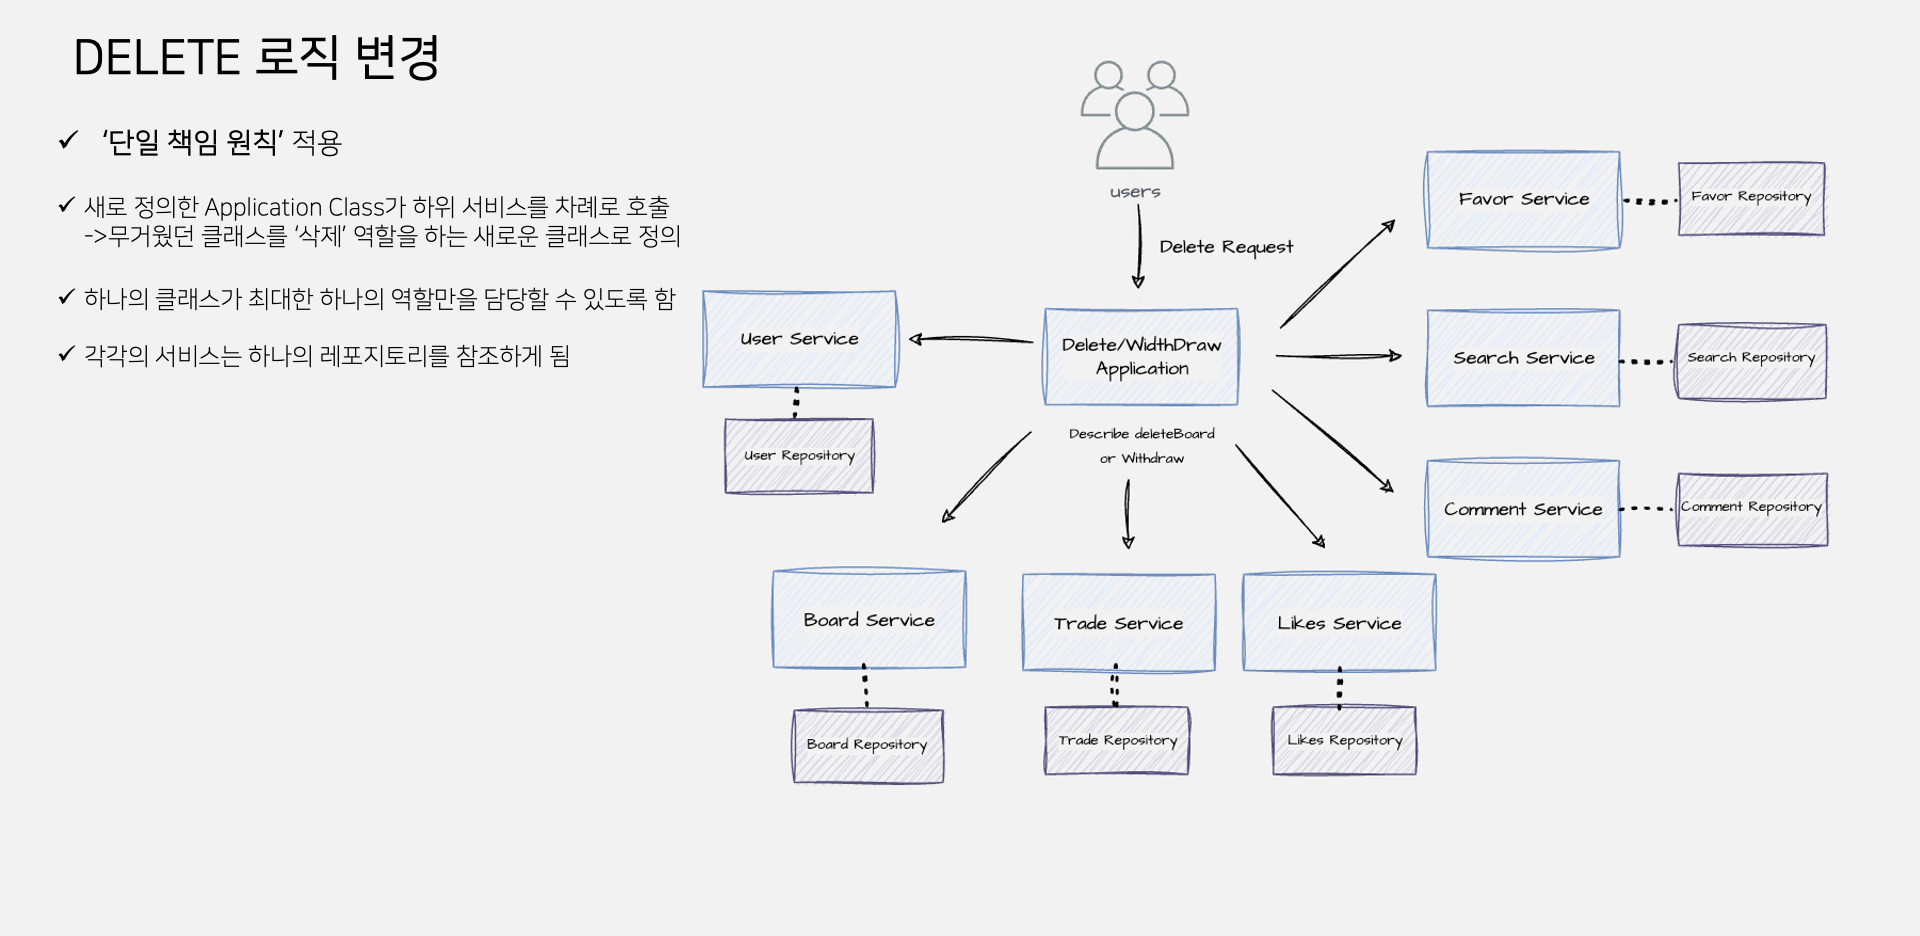 DELETE 로직 변경
‘단일 책임 원칙’ 적용
새로 정의한 Application Class가 하위 서비스를 차례로 호출
->무거웠던 클래스를 ‘삭제’ 역할을 하는 새로운 클래스로 정의
하나의 클래스가 최대한 하나의 역할만을 담당할 수 있도록 함
각각의 서비스는 하나의 레포지토리를 참조하게 됨
users
Delete Request
Delete/WidthDraw
Application
Describe deleteBoard
or Withdraw
User Service
User Repository
Favor Service
Favor Repository
Search Service
Search Repository
Comment Service
Comment Repository
Board Service
Board Repository
Trade Service
Trade Repository
Likes Service
Likes Repository